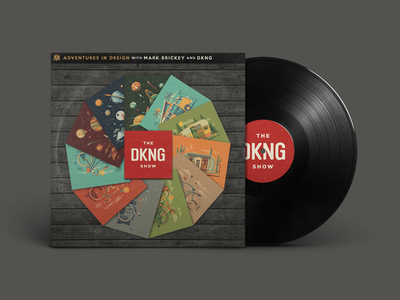 ADVENTURES IN DESIGN WITH MARK BRICKEY AND DKNG
THE
DKNG
SHOW
THE
DKNG
SHOW